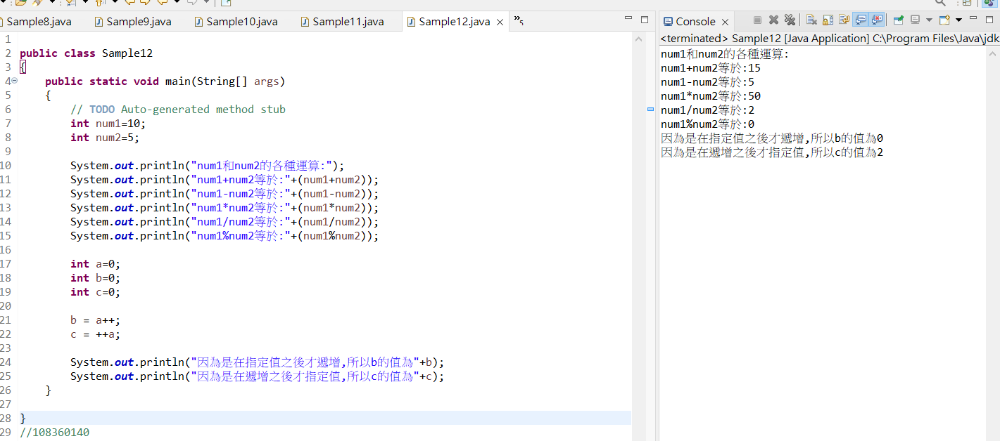 Sample8.java Sample9.java Sample10.java Sample11.java Sample12.java »5
1
2 public class Sample12
3 {
4 public static void main(String[] args)
5 {
6 // TODO Auto-generated method stub
7 int num1=10;
8 int num2=5;
9
10 System.out.println("num1和num2的各種運算:");
11 System.out.println("num1+num2等於:"+(num1+num2));
12 System.out.println("num1-num2等於:"+(num1-num2));
13 System.out.println("num1*num2等於:"+(num1*num2));
14 System.out.println("num1/num2等於:"+(num1/num2));
15 System.out.println("num1%num2等於:"+(num1%num2));
16
17 int a=0;
18 int b=0;
19 int c=0;
20
21 b = a++;
22 c = ++a;
23
24 System.out.println("因為是在指定值之後才遞增,所以b的值為"+b);
25 System.out.println("因為是在遞增之後才指定值,所以c的值為"+c);
26 }
27
28 }
29 //108360140
Console
<terminated> Sample12 [Java Application] C:\Program Files\Java\jdk
num1和num2的各種運算:
num1+num2等於:15
num1-num2等於:5
num1*num2等於:50
num1/num2等於:2
num1%num2等於:0
因為是在指定值之後才遞增,所以b的值為0
因為是在遞增之後才指定值,所以c的值為2